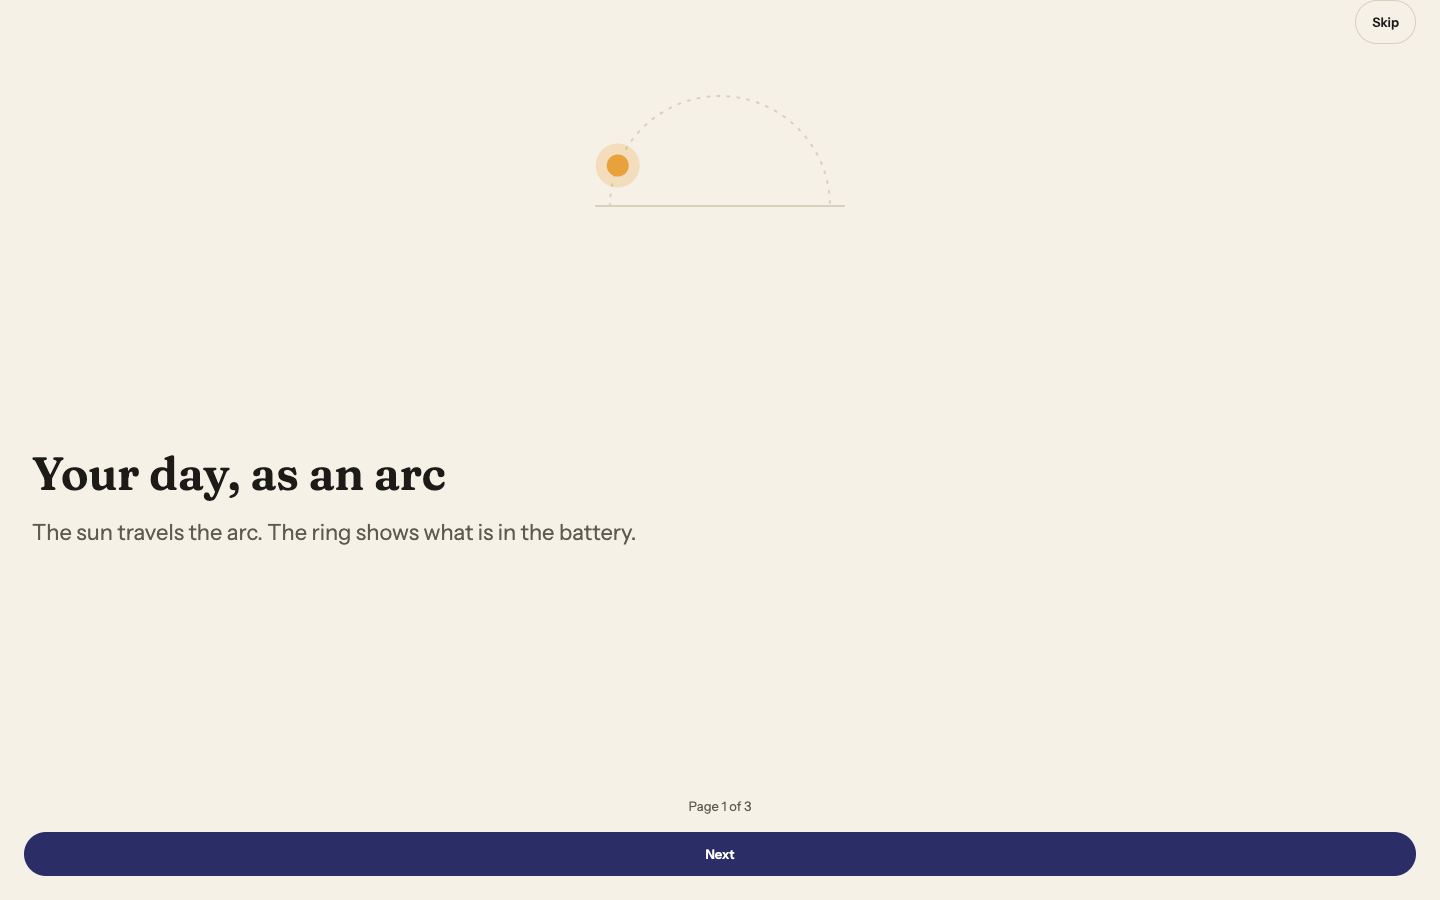 Skip
Your day, as an arc
The sun travels the arc. The ring shows what is in the battery.
Page 1 of 3
Next